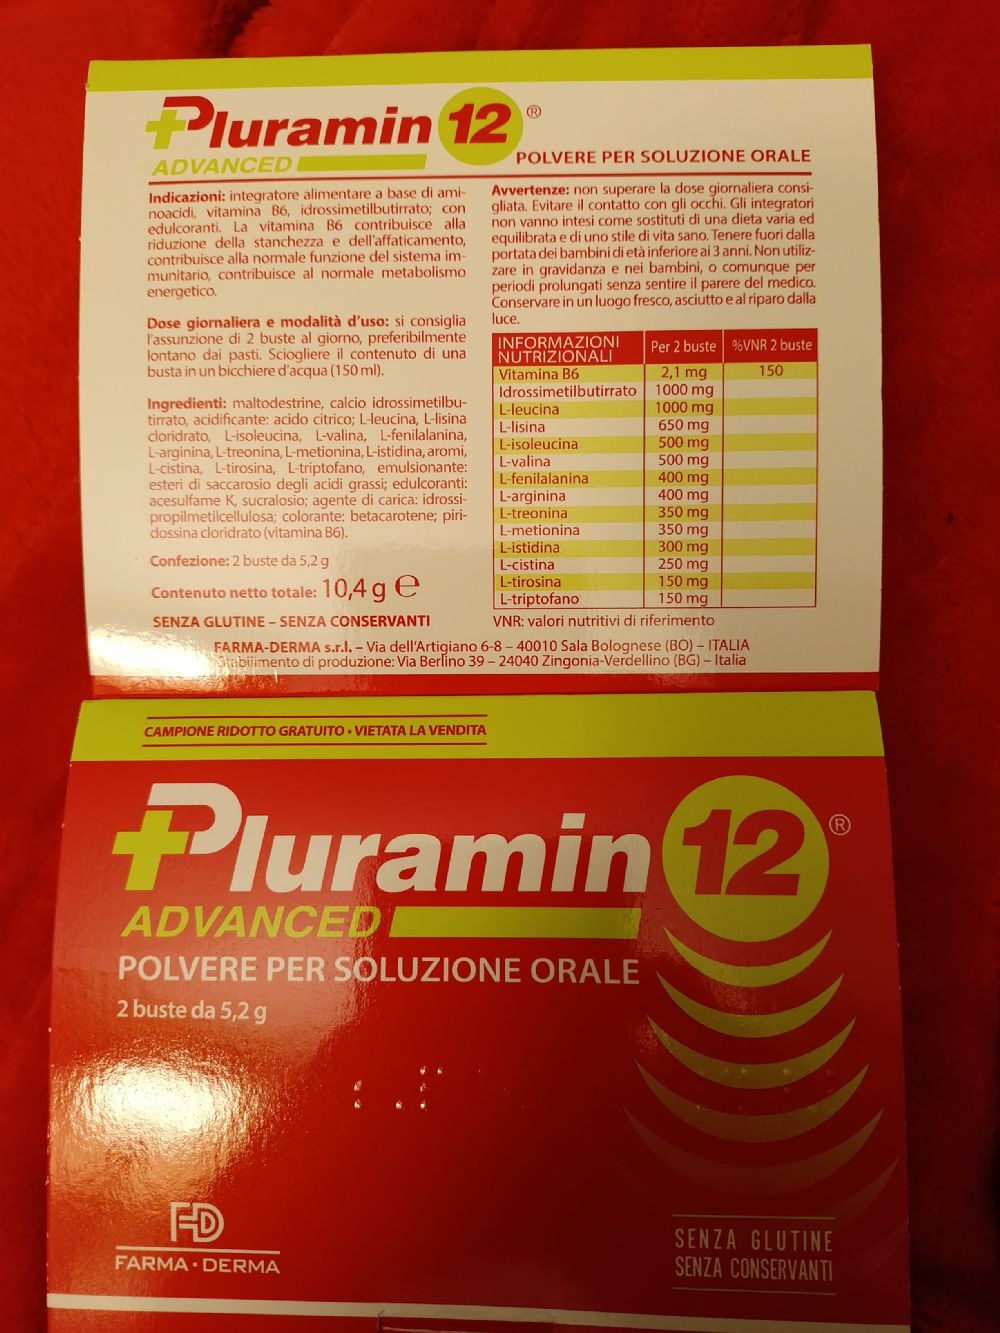 Pluramin 12®
ADVANCED
POLVERE PER SOLUZIONE ORALE
Indicazioni: integratore alimentare a base di ami-
noacidi, vitamina B6, idrossimetilbutirrato; con
edulcoranti. La vitamina B6 contribuisce alla
riduzione della stanchezza e dell'affaticamento,
contribuisce alla normale funzione del sistema im-
munitario, contribuisce al normale metabolismo
energetico.
Dose giornaliera e modalità d'uso: si consiglia
l'assunzione di 2 buste al giorno, preferibilmente
lontano dai pasti. Sciogliere il contenuto di una
busta in un bicchiere d'acqua (150 ml).
Ingredienti: maltodestrine, calcio idrossimetilbu-
tirrato, acidificante: acido citrico; L-leucina, L-lisina
cloridrato, L-isoleucina, L-valina, L-fenilalanina,
L-arginina, L-treonina, L-metionina, L-istidina, aromi,
L-cistina, L-tirosina, L-triptofano, emulsionante:
esteri di saccarosio degli acidi grassi; edulcoranti:
acesulfame K, sucralosio; agente di carica: idrossi-
propilmetilcellulosa; colorante: betacarotene; piri-
dossina cloridrato (vitamina B6).
Confezione: 2 buste da 5,2 g
Contenuto netto totale: 10,4 g ℮
SENZA GLUTINE – SENZA CONSERVANTI
Avvertenze: non superare la dose giornaliera consi-
gliata. Evitare il contatto con gli occhi. Gli integratori
non vanno intesi come sostituti di una dieta varia ed
equilibrata e di uno stile di vita sano. Tenere fuori dalla
portata dei bambini di età inferiore ai 3 anni. Non utiliz-
zare in gravidanza e nei bambini, o comunque per
periodi prolungati senza sentire il parere del medico.
Conservare in un luogo fresco, asciutto e al riparo dalla
luce.
INFORMAZIONI NUTRIZIONALI Per 2 buste %VNR 2 buste
Vitamina B6 2,1 mg 150
Idrossimetilbutirrato 1000 mg
L-leucina 1000 mg
L-lisina 650 mg
L-isoleucina 500 mg
L-valina 500 mg
L-fenilalanina 400 mg
L-arginina 400 mg
L-treonina 350 mg
L-metionina 350 mg
L-istidina 300 mg
L-cistina 250 mg
L-tirosina 150 mg
L-triptofano 150 mg
VNR: valori nutritivi di riferimento
FARMA-DERMA s.r.l. – Via dell'Artigiano 6-8 – 40010 Sala Bolognese (BO) – ITALIA
Stabilimento di produzione: Via Berlino 39 – 24040 Zingonia-Verdellino (BG) – Italia
CAMPIONE RIDOTTO GRATUITO • VIETATA LA VENDITA
Pluramin 12®
ADVANCED
POLVERE PER SOLUZIONE ORALE
2 buste da 5,2 g
FD
FARMA • DERMA
SENZA GLUTINE
SENZA CONSERVANTI